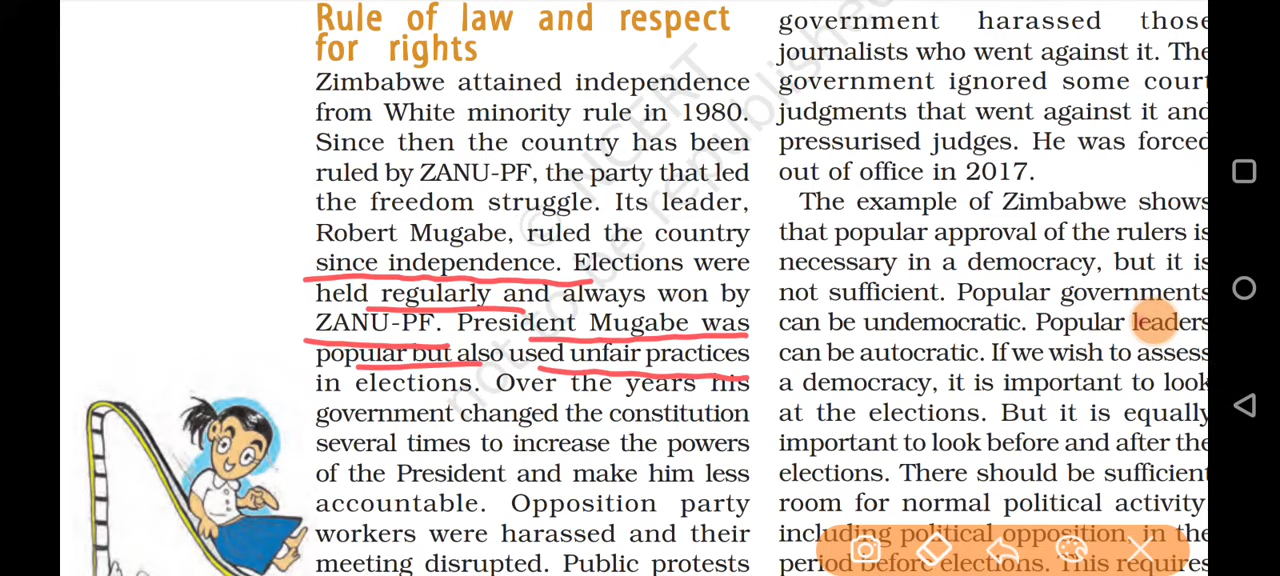 Rule of law and respect
for rights
Zimbabwe attained independence
from White minority rule in 1980.
Since then the country has been
ruled by ZANU-PF, the party that led
the freedom struggle. Its leader,
Robert Mugabe, ruled the country
since independence. Elections were
held regularly and always won by
ZANU-PF. President Mugabe was
popular but also used unfair practices
in elections. Over the years his
government changed the constitution
several times to increase the powers
of the President and make him less
accountable. Opposition party
workers were harassed and their
meeting disrupted. Public protests
government harassed those
journalists who went against it. The
government ignored some court
judgments that went against it and
pressurised judges. He was forced
out of office in 2017.
The example of Zimbabwe shows
that popular approval of the rulers is
necessary in a democracy, but it is
not sufficient. Popular governments
can be undemocratic. Popular leaders
can be autocratic. If we wish to assess
a democracy, it is important to look
at the elections. But it is equally
important to look before and after the
elections. There should be sufficient
room for normal political activity,
including political opposition, in the
period before elections. This requires
© NCERT
not to be republished